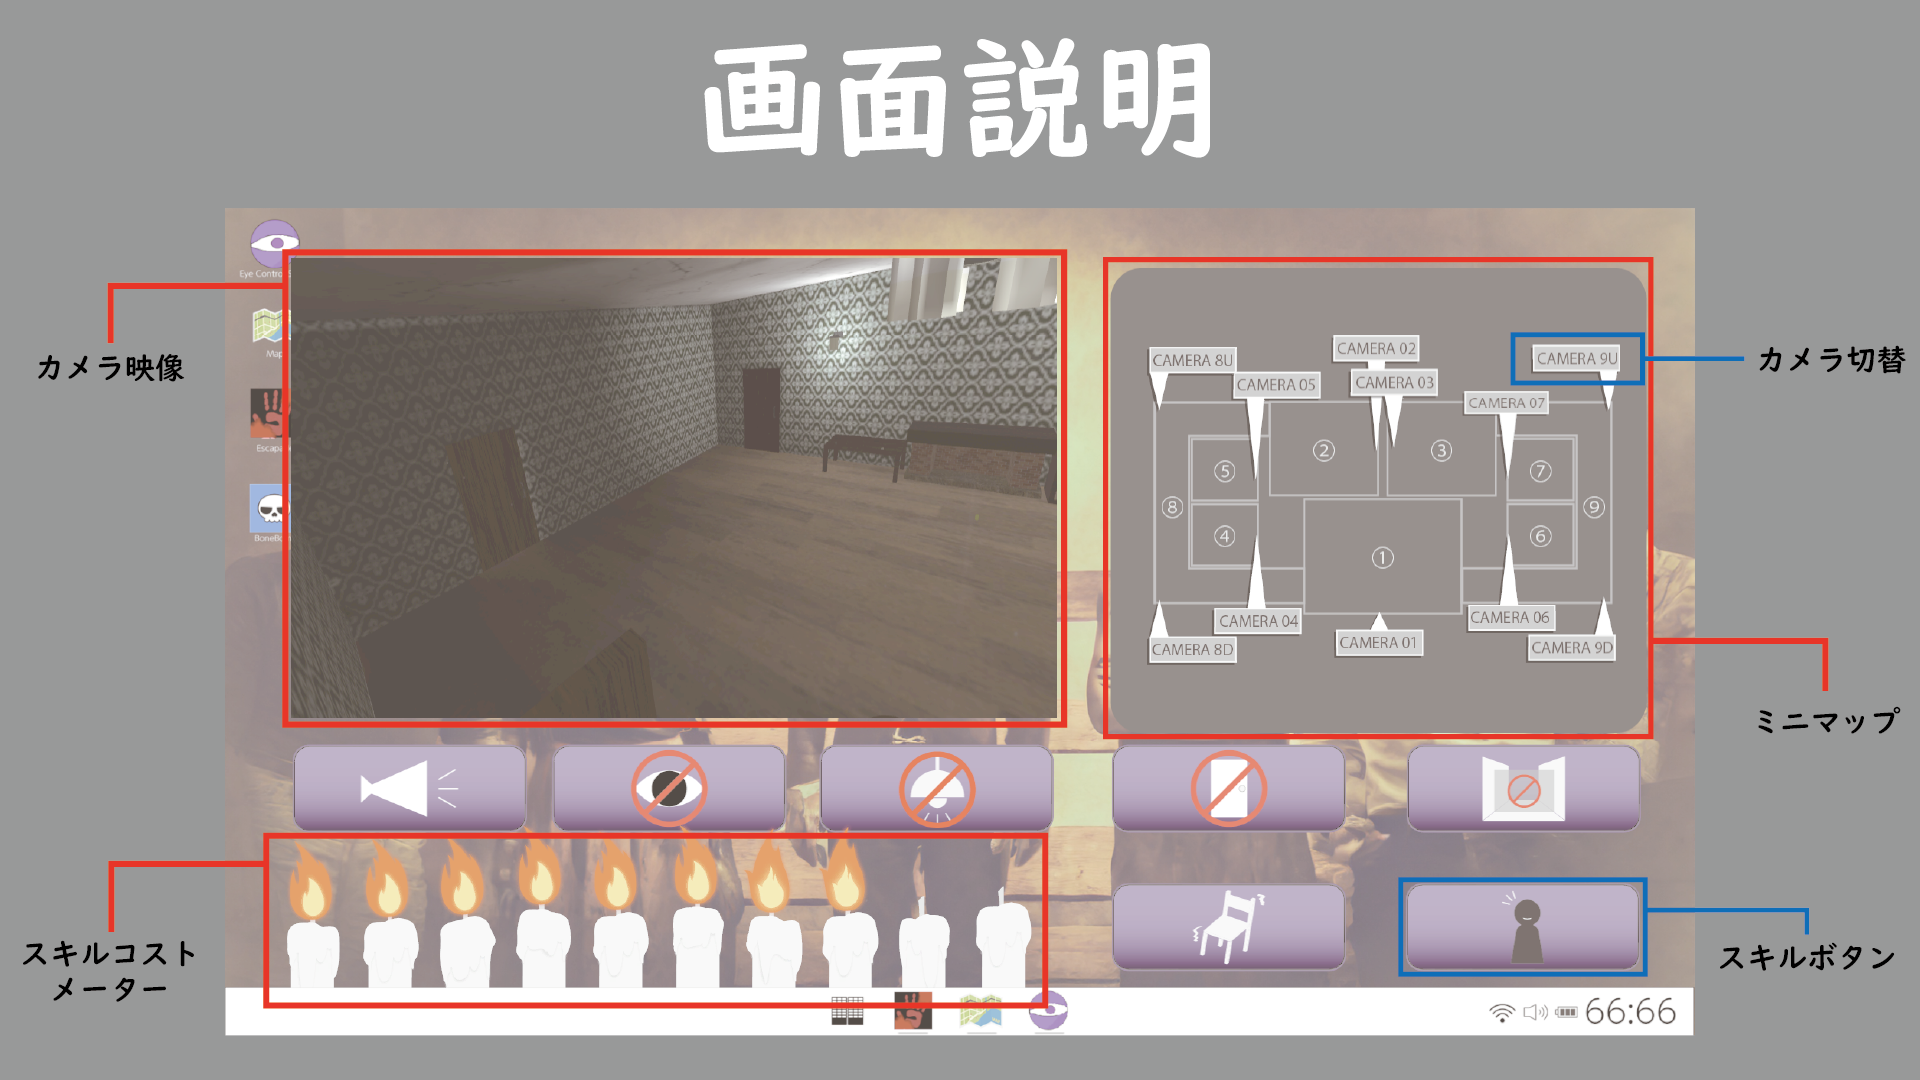 画面説明
Eye Contro
Map
Escap
BoneBo
カメラ映像
CAMERA 8U
CAMERA 02
CAMERA 9U
CAMERA 05
CAMERA 03
CAMERA 07
カメラ切替
②
③
⑤
⑦
⑧
⑨
④
⑥
①
CAMERA 04
CAMERA 06
CAMERA 8D
CAMERA 01
CAMERA 9D
ミニマップ
スキルコスト
メーター
スキルボタン
66:66